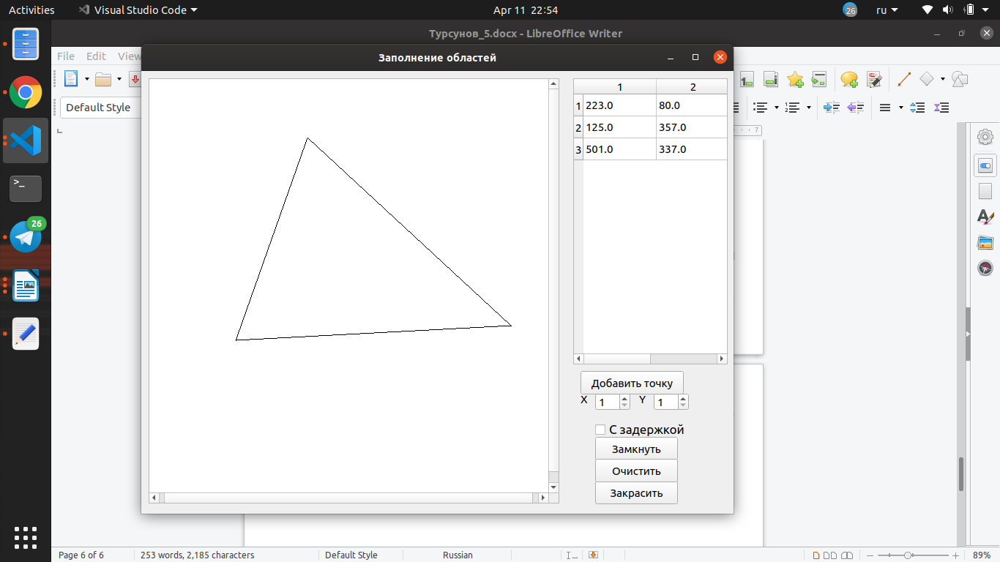 Activities
Visual Studio Code
Apr 11 22:54
26
ru
Турсунов_5.docx - LibreOffice Writer
File Edit View
Заполнение областей
Default Style
1 2
1 223.0 80.0
2 125.0 357.0
3 501.0 337.0
7
>_
26
Добавить точку
X 1 Y 1
С задержкой
Замкнуть
Очистить
Закрасить
Page 6 of 6
253 words, 2,185 characters
Default Style
Russian
89%